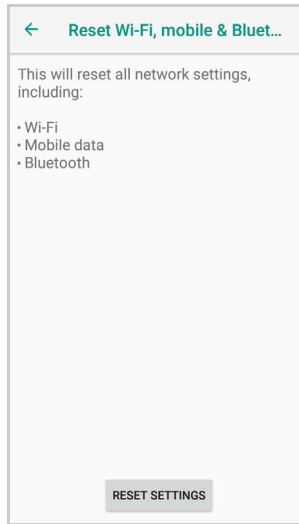 Reset Wi-Fi, mobile & Bluet...
This will reset all network settings,
including:
• Wi-Fi
• Mobile data
• Bluetooth
RESET SETTINGS